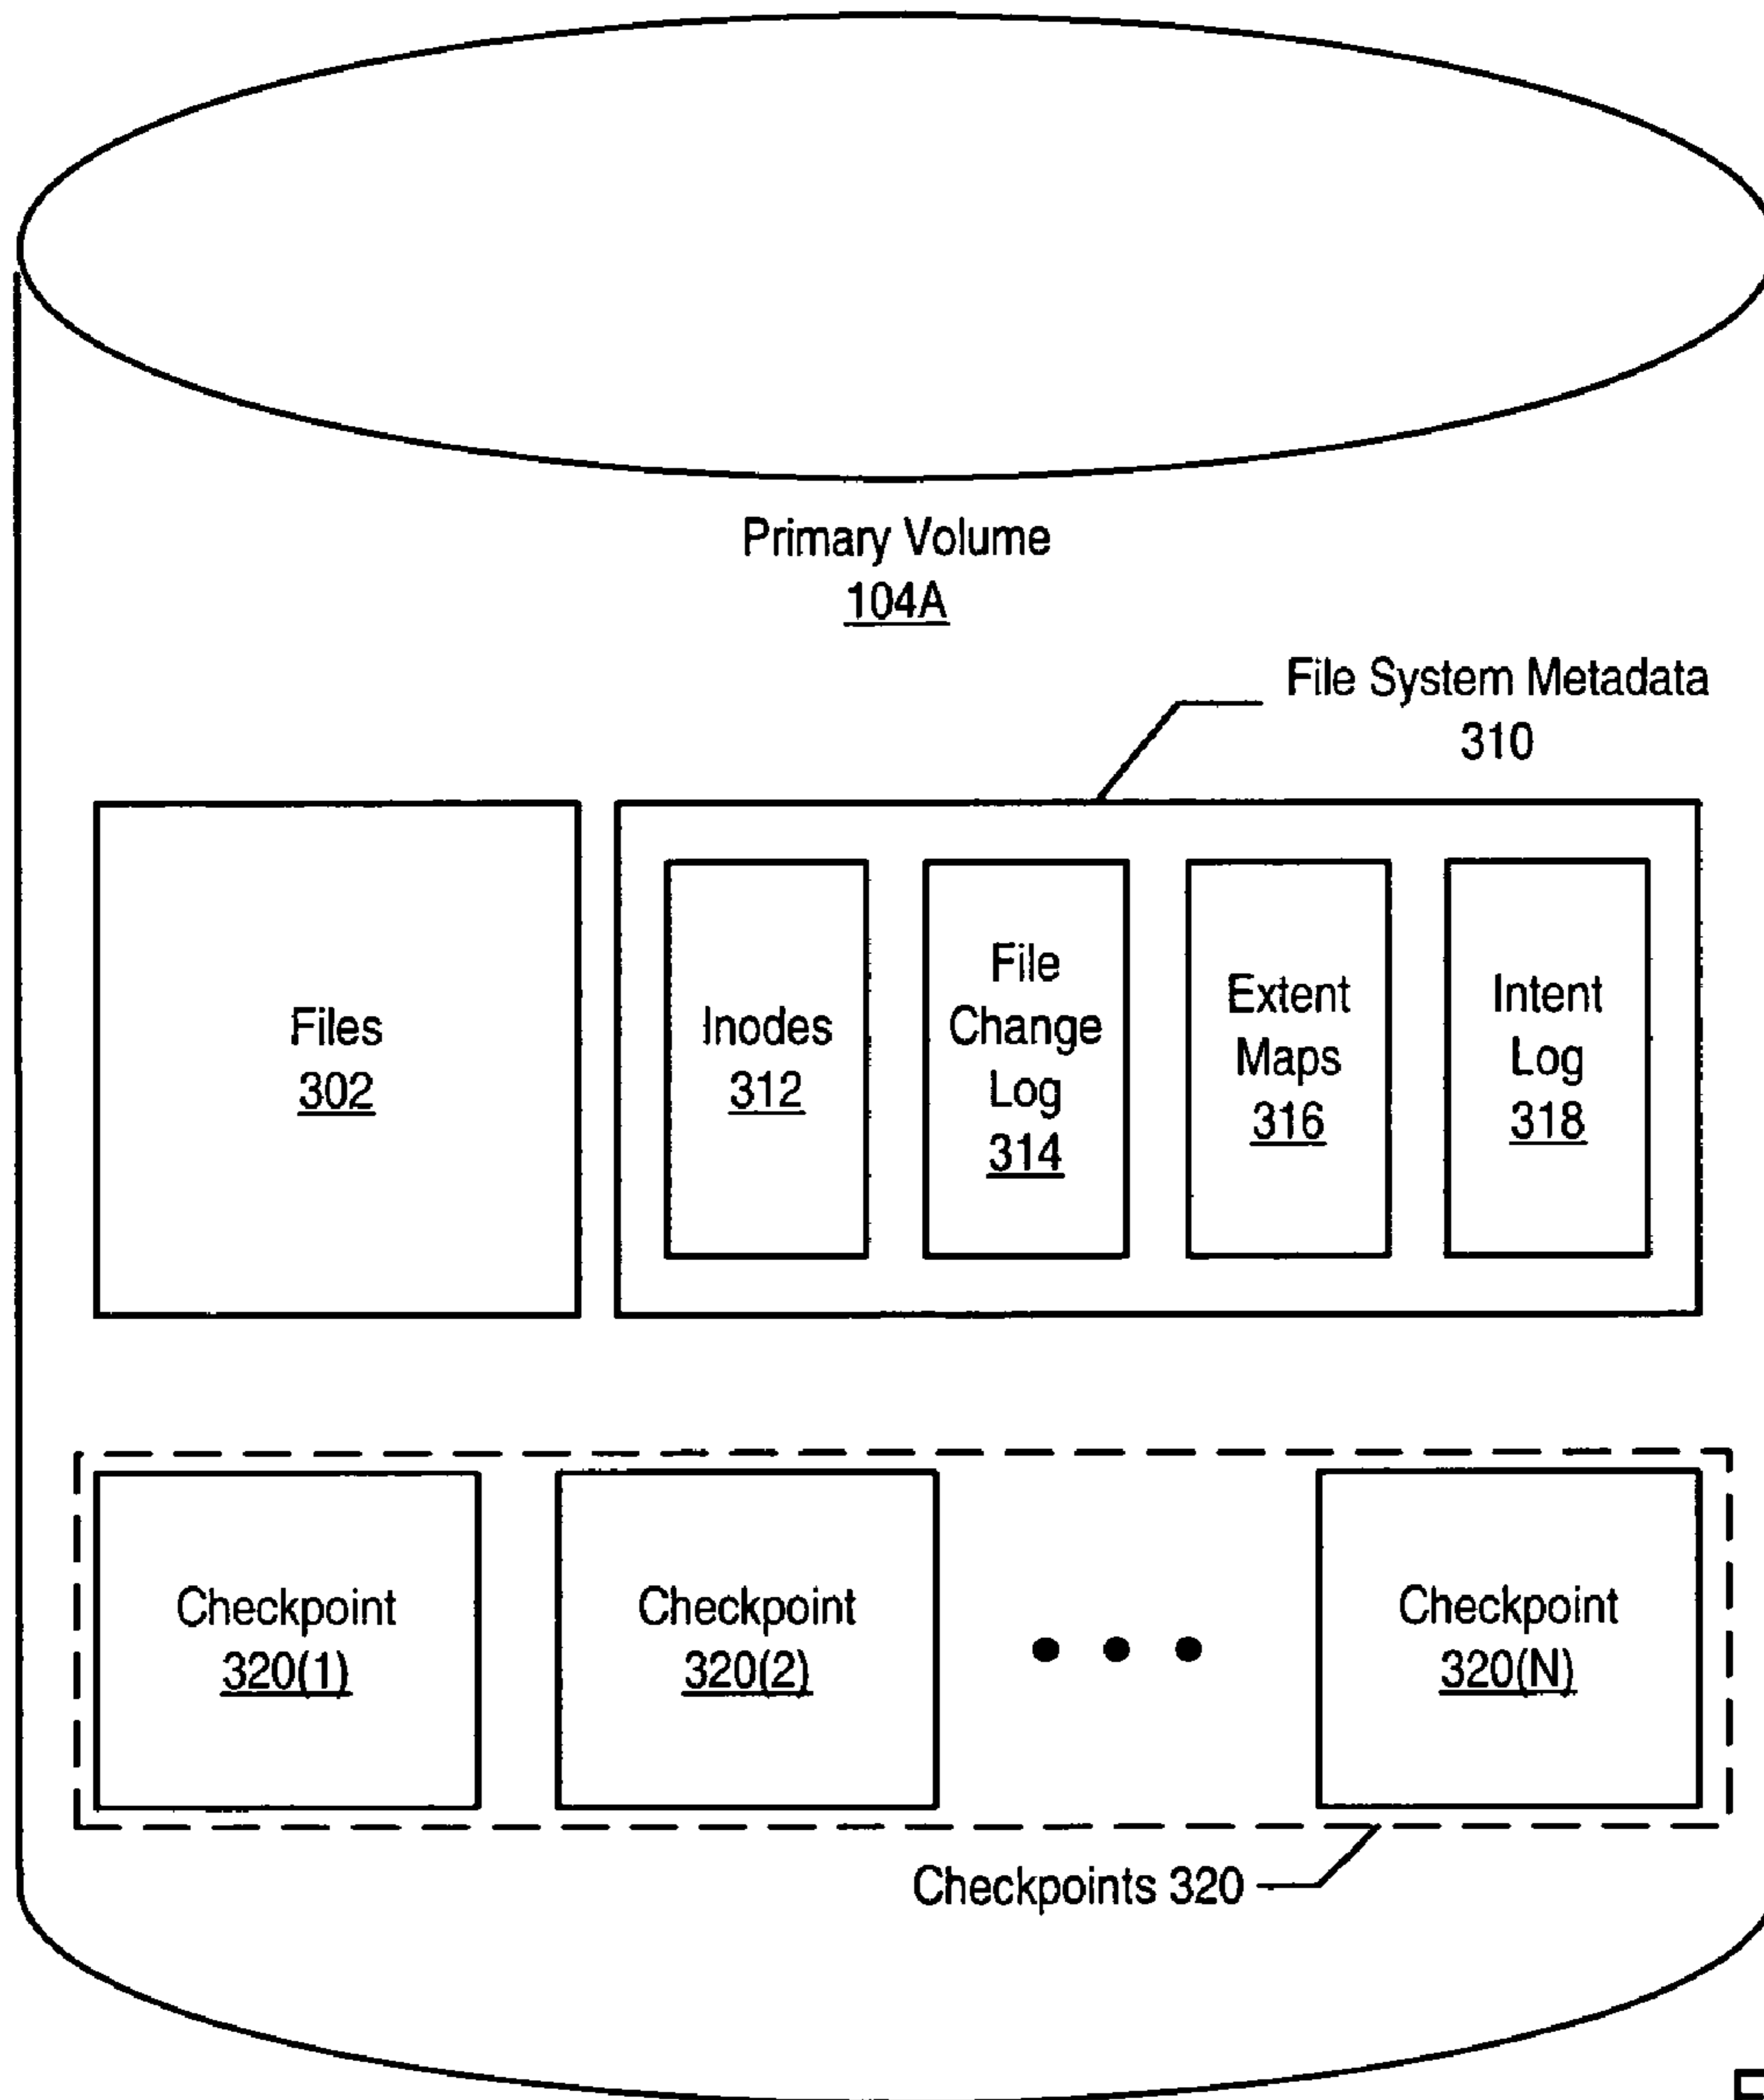 Primary Volume
104A
File System Metadata
310
Files
302
Inodes
312
File
Change
Log
314
Extent
Maps
316
Intent
Log
318
Checkpoint
320(1)
Checkpoint
320(2)
Checkpoint
320(N)
Checkpoints 320